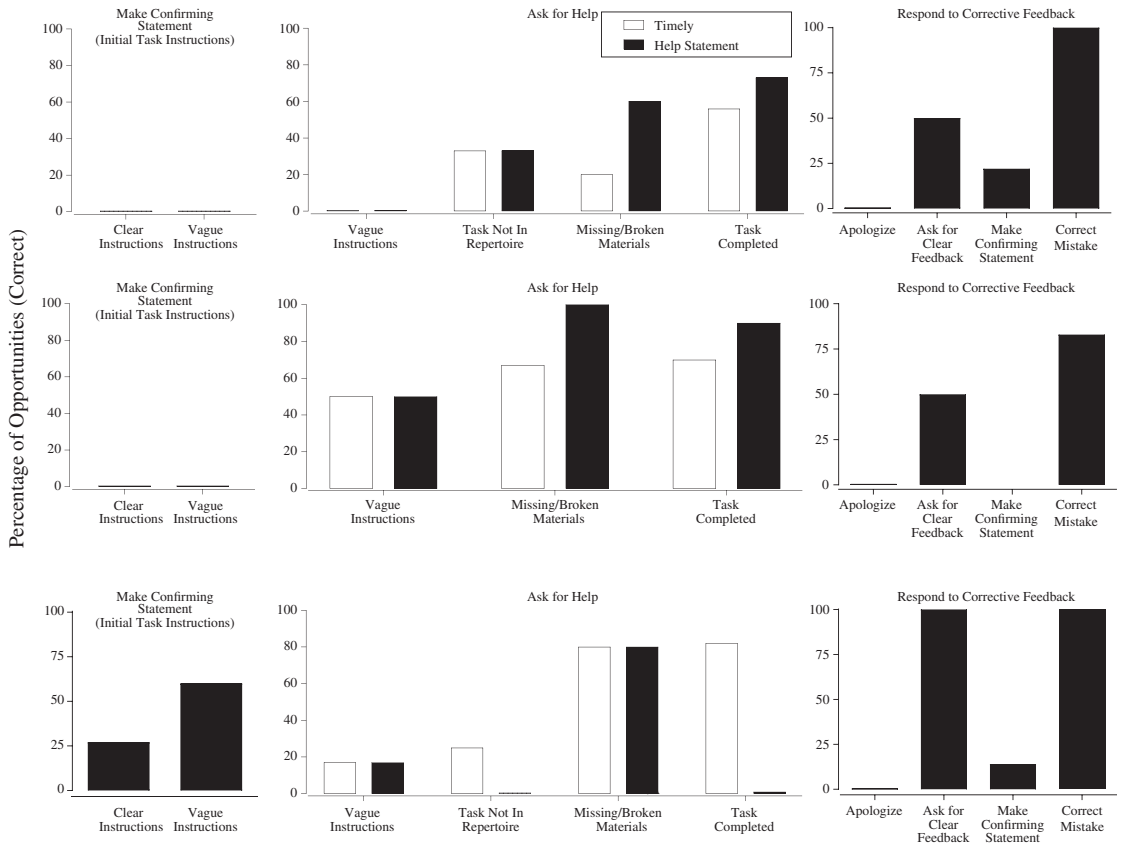 Percentage of Opportunities (Correct)
Make Confirming
Statement
(Initial Task Instructions)
100
80
60
40
20
0
Clear
Instructions
Vague
Instructions
Ask for Help
Timely
Help Statement
100
80
60
40
20
0
Vague
Instructions
Task Not In
Repertoire
Missing/Broken
Materials
Task
Completed
Respond to Corrective Feedback
100
75
50
25
0
Apologize
Ask for
Clear
Feedback
Make
Confirming
Statement
Correct
Mistake
Make Confirming
Statement
(Initial Task Instructions)
100
80
60
40
20
0
Clear
Instructions
Vague
Instructions
Ask for Help
100
80
60
40
20
0
Vague
Instructions
Missing/Broken
Materials
Task
Completed
Respond to Corrective Feedback
100
75
50
25
0
Apologize
Ask for
Clear
Feedback
Make
Confirming
Statement
Correct
Mistake
Make Confirming
Statement
(Initial Task Instructions)
100
75
50
25
0
Clear
Instructions
Vague
Instructions
Ask for Help
100
80
60
40
20
0
Vague
Instructions
Task Not In
Repertoire
Missing/Broken
Materials
Task
Completed
Respond to Corrective Feedback
100
75
50
25
0
Apologize
Ask for
Clear
Feedback
Make
Confirming
Statement
Correct
Mistake